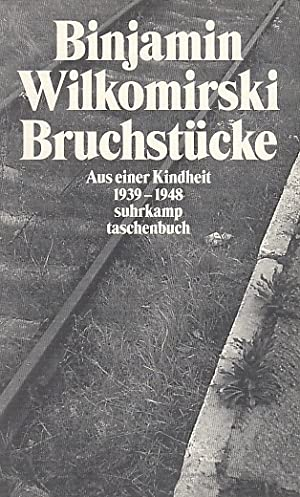 Binjamin
Wilkomirski
Bruchstücke
Aus einer Kindheit
1939–1948
suhrkamp
taschenbuch